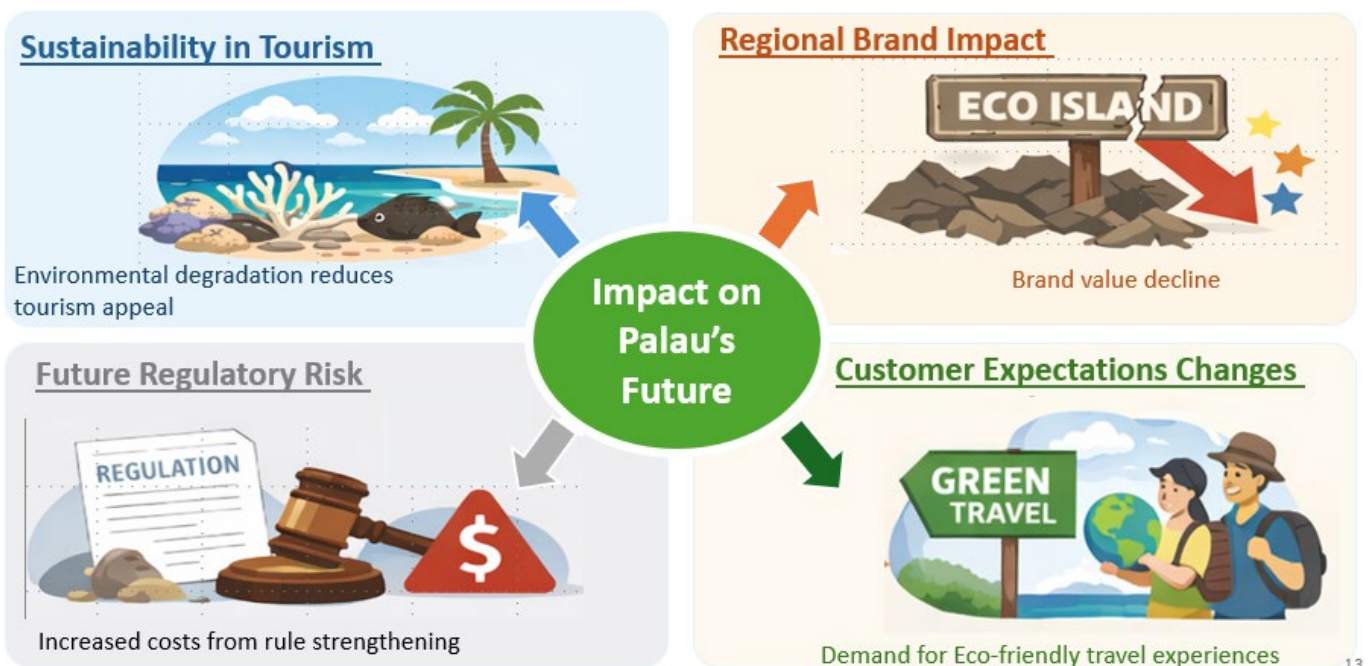 Sustainability in Tourism
Environmental degradation reduces
tourism appeal
Regional Brand Impact
ECO ISLAND
Brand value decline
Impact on
Palau's
Future
Future Regulatory Risk
REGULATION
$
Increased costs from rule strengthening
Customer Expectations Changes
GREEN
TRAVEL
Demand for Eco-friendly travel experiences
13